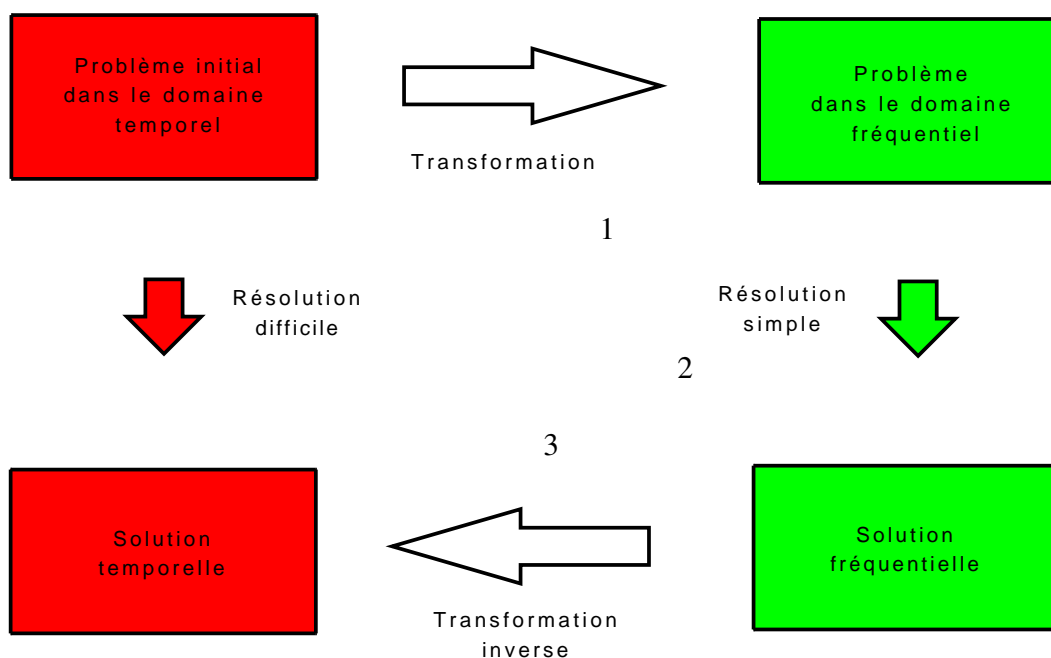 Problème initial
dans le domaine
temporel
Transformation
Problème
dans le domaine
fréquentiel
1
Résolution
difficile
Résolution
simple
2
3
Solution
temporelle
Transformation
inverse
Solution
fréquentielle